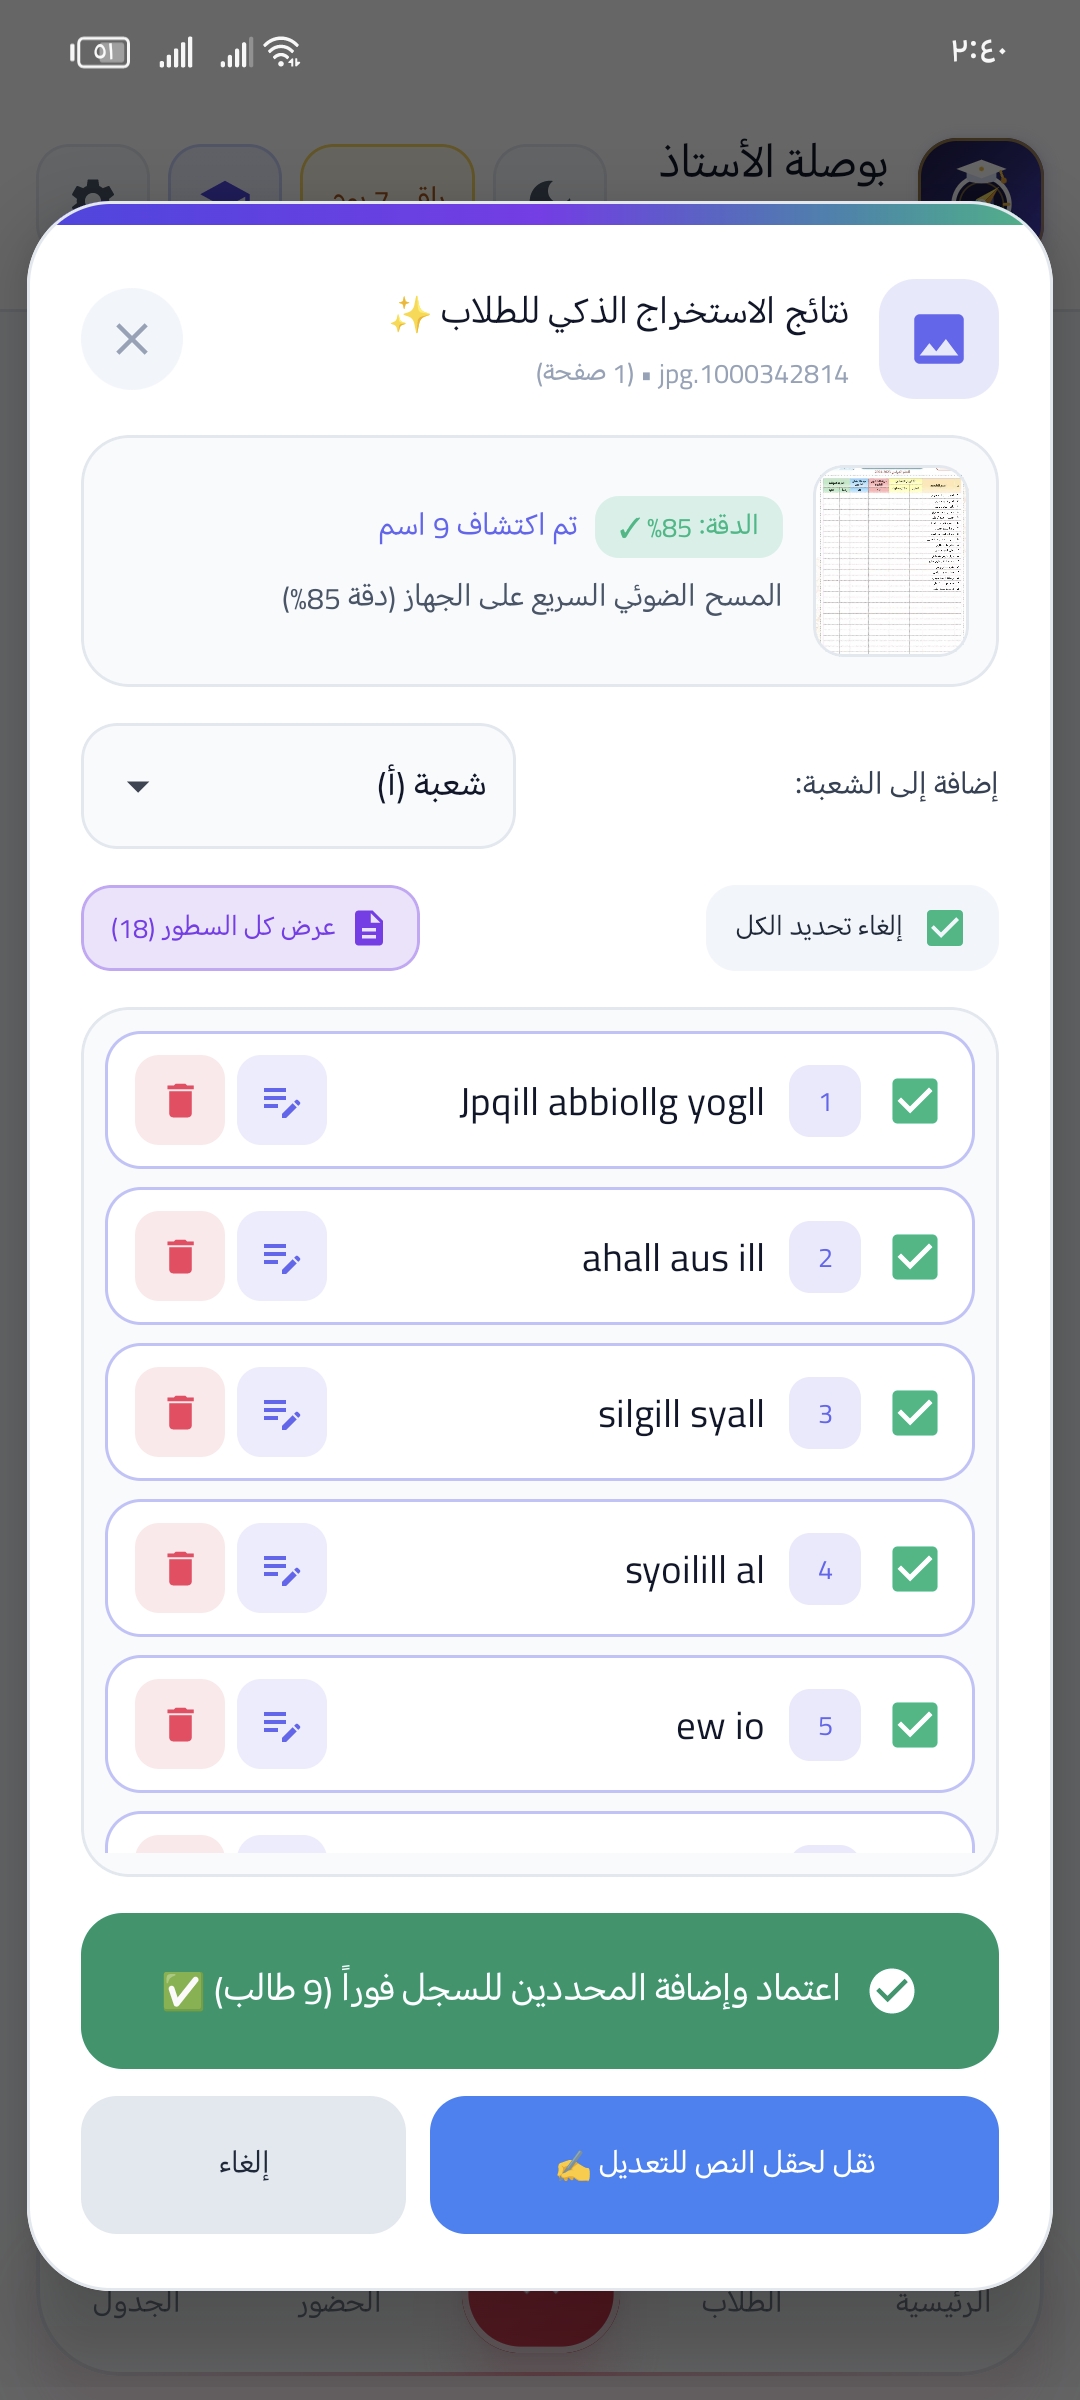 ٢:٤٠
٥١
بوصلة الأستاذ
نتائج الاستخراج الذكي للطلاب ✨
1000342814.jpg ▪ (1 صفحة)
الدقة: 85% ✓ تم اكتشاف 9 اسم
المسح الضوئي السريع على الجهاز (دقة 85%)
إضافة إلى الشعبة:
شعبة (أ)
إلغاء تحديد الكل
عرض كل السطور (18)
1 Jpqill abbiollg yogll
2 ahall aus ill
3 silgill syall
4 syoilill al
5 ew io
اعتماد وإضافة المحددين للسجل فوراً (9 طالب) ✅
نقل لحقل النص للتعديل ✍️
إلغاء
الرئيسية
الطلاب
الحضور
الجدول